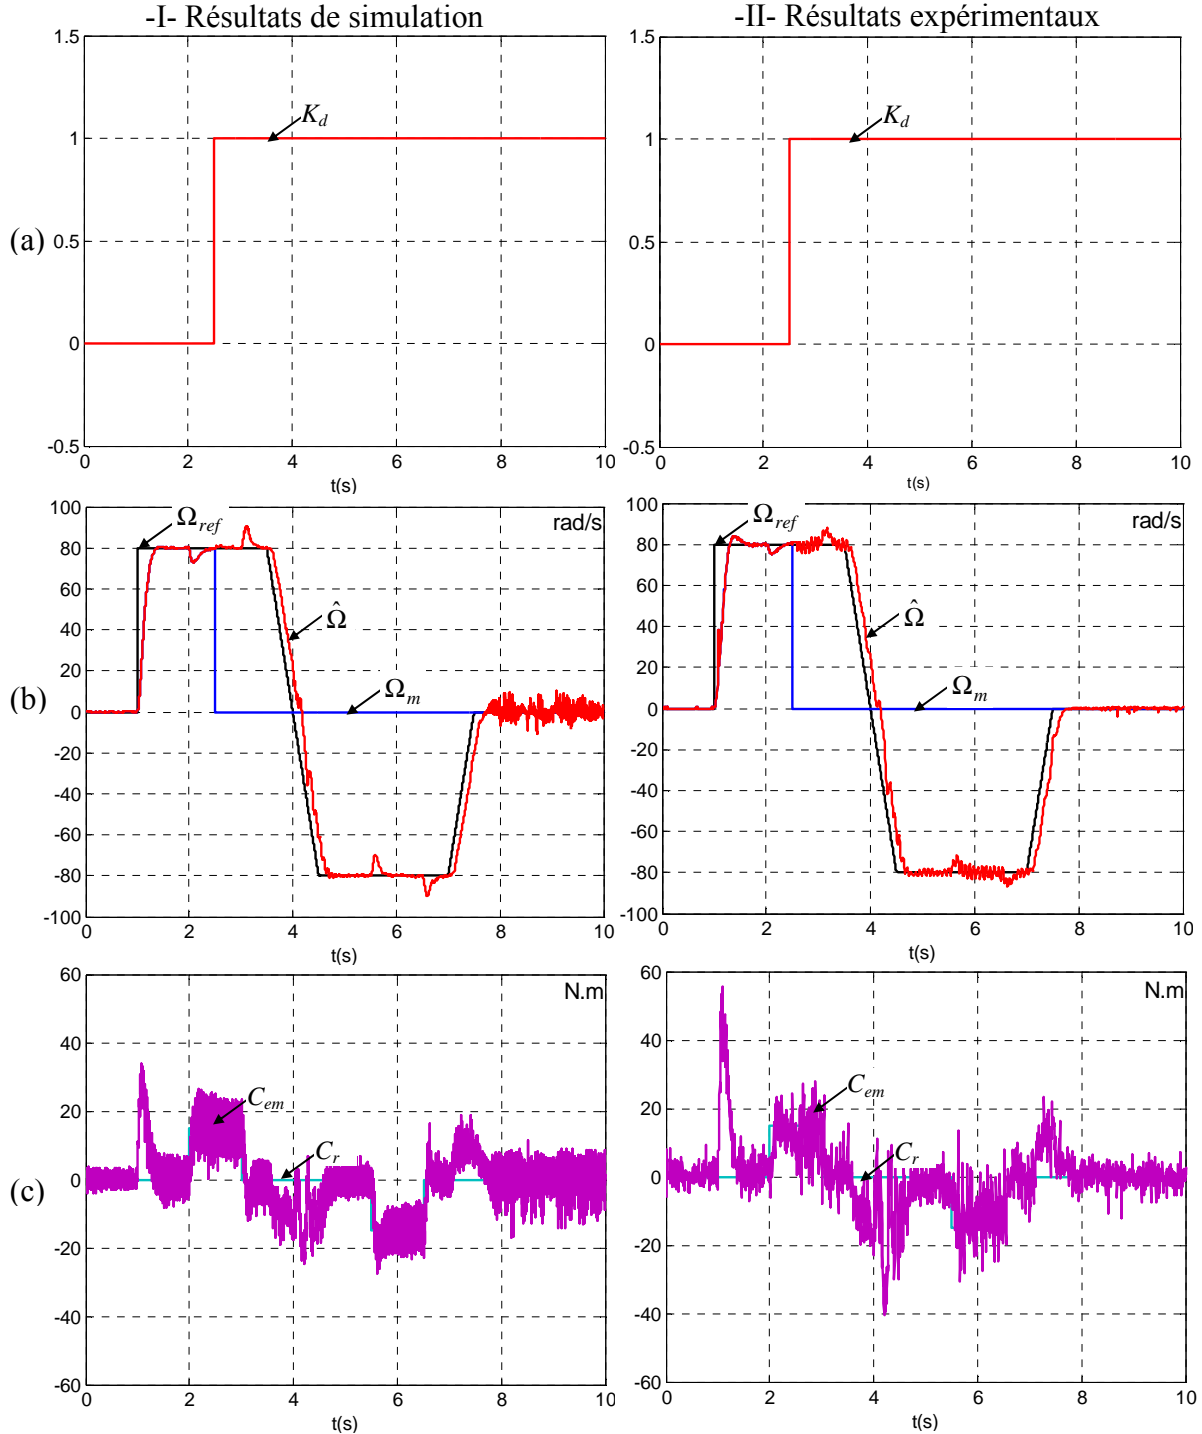 -I- Résultats de simulation
-II- Résultats expérimentaux
(a)
1.5
1
0.5
0
-0.5
0 2 4 6 8 10
t(s)
K_d
1.5
1
0.5
0
-0.5
0 2 4 6 8 10
t(s)
K_d
(b)
100
80
60
40
20
0
-20
-40
-60
-80
-100
0 2 4 6 8 10
t(s)
rad/s
Ω_ref
Ω̂
Ω_m
100
80
60
40
20
0
-20
-40
-60
-80
-100
0 2 4 6 8 10
t(s)
rad/s
Ω_ref
Ω̂
Ω_m
(c)
60
40
20
0
-20
-40
-60
0 2 4 6 8 10
t(s)
N.m
C_em
C_r
60
40
20
0
-20
-40
-60
0 2 4 6 8 10
t(s)
N.m
C_em
C_r